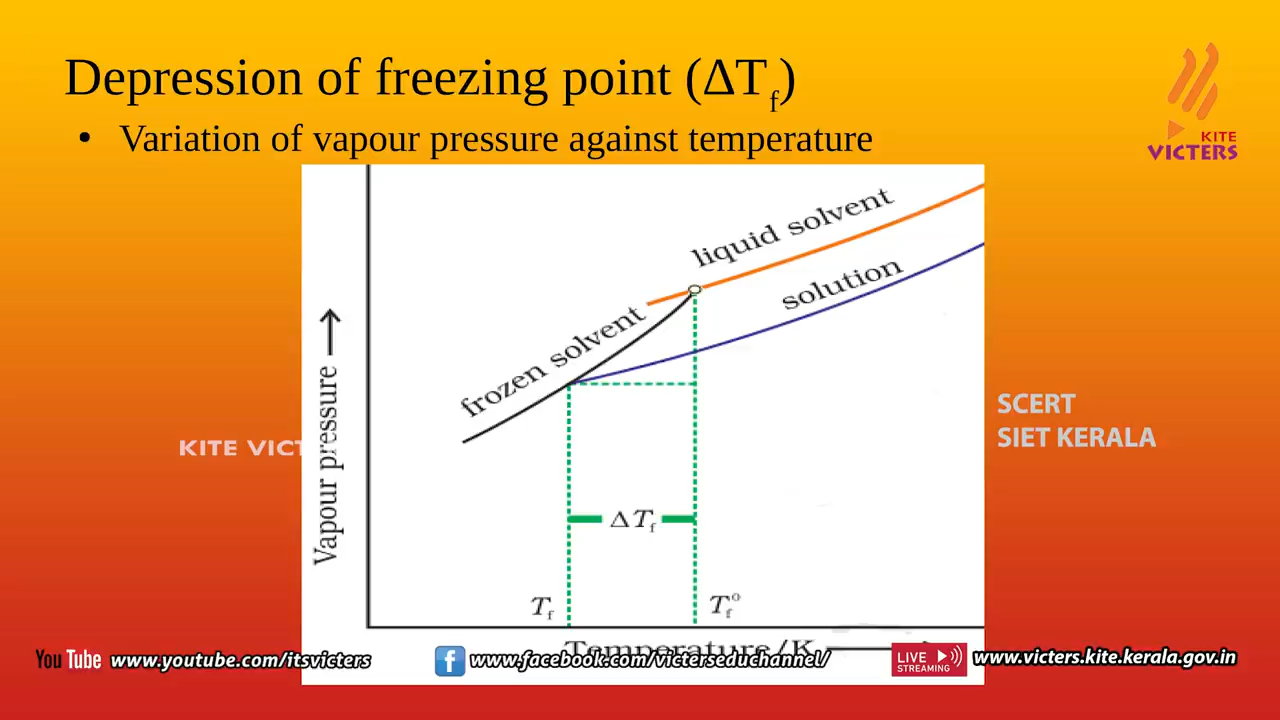 Depression of freezing point (ΔTf)
• Variation of vapour pressure against temperature
KITE
VICTERS
liquid solvent
solution
frozen solvent
Vapour pressure →
KITE VICT
SCERT
SIET KERALA
ΔTf
Tf
Tf°
Temperature/K
You Tube www.youtube.com/itsvicters
f www.facebook.com/victerseduchannel/
LIVE
STREAMING
www.victers.kite.kerala.gov.in